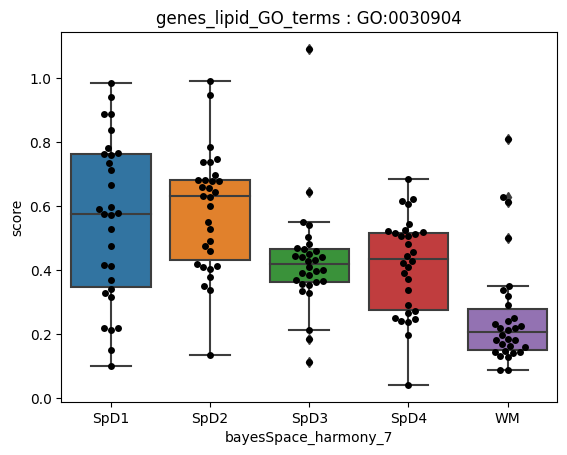 genes_lipid_GO_terms : GO:0030904
score
1.0
0.8
0.6
0.4
0.2
0.0
SpD1 SpD2 SpD3 SpD4 WM
bayesSpace_harmony_7